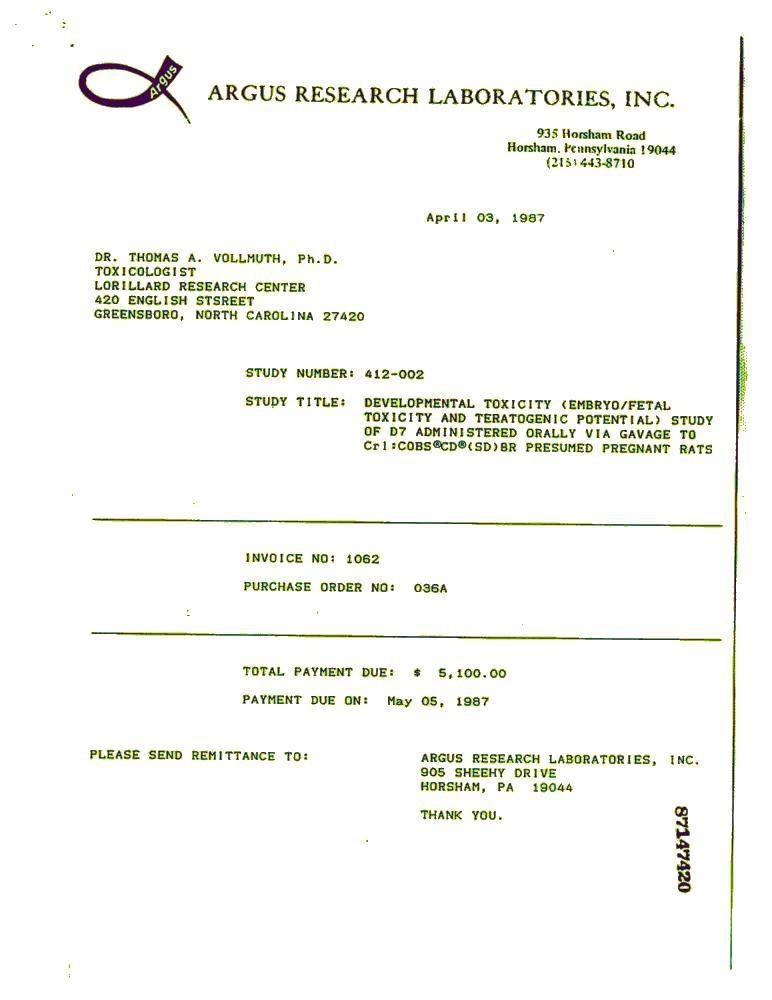 Argus
ARGUS RESEARCH LABORATORIES, INC.
935 Horsham Road
Horsham, Pennsylvania 19044
(215) 443-8710
April 03, 1987
DR. THOMAS A. VOLLMUTH, Ph.D.
TOXICOLOGIST
LORILLARD RESEARCH CENTER
420 ENGLISH STSREET
GREENSBORO, NORTH CAROLINA 27420
STUDY NUMBER: 412-002
STUDY TITLE: DEVELOPMENTAL TOXICITY (EMBRYO/FETAL
TOXICITY AND TERATOGENIC POTENTIAL) STUDY
OF D7 ADMINISTERED ORALLY VIA GAVAGE TO
Crl:COBS®CD®(SD)BR PRESUMED PREGNANT RATS
INVOICE NO: 1062
PURCHASE ORDER NO: 036A
TOTAL PAYMENT DUE: $ 5,100.00
PAYMENT DUE ON: May 05, 1987
PLEASE SEND REMITTANCE TO: ARGUS RESEARCH LABORATORIES, INC.
905 SHEEHY DRIVE
HORSHAM, PA 19044
THANK YOU.
87147420